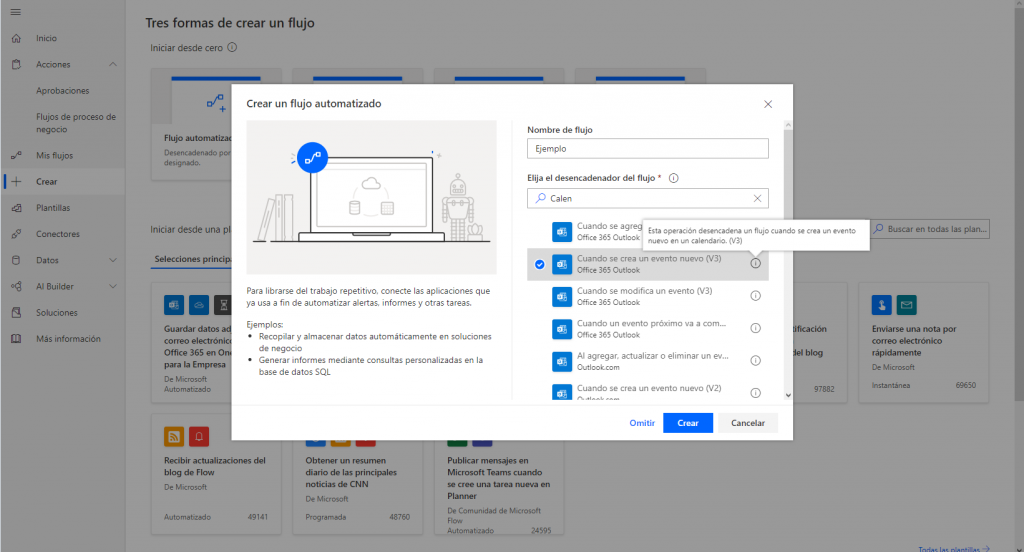 Tres formas de crear un flujo
Iniciar desde cero
Inicio
Acciones
Aprobaciones
Flujos de proceso de
negocio
Mis flujos
Crear
Plantillas
Conectores
Datos
AI Builder
Soluciones
Más información
Flujo automatiza
Desencadenado por
designado.
Iniciar desde una pla
Buscar en todas las plan...
Selecciones principa
Crear un flujo automatizado
Para librarse del trabajo repetitivo, conecte las aplicaciones que
ya usa a fin de automatizar alertas, informes y otras tareas.
Ejemplos:
• Recopilar y almacenar datos automáticamente en soluciones
de negocio
• Generar informes mediante consultas personalizadas en la
base de datos SQL
Nombre de flujo
Ejemplo
Elija el desencadenador del flujo *
Calen
Cuando se agreg
Office 365 Outlook
Esta operación desencadena un flujo cuando se crea un evento
nuevo en un calendario. (V3)
Cuando se crea un evento nuevo (V3)
Office 365 Outlook
Cuando se modifica un evento (V3)
Office 365 Outlook
Cuando un evento próximo va a com...
Office 365 Outlook
Al agregar, actualizar o eliminar un ev...
Outlook.com
Cuando se crea un evento nuevo (V2)
Outlook.com
Omitir
Crear
Cancelar
Guardar datos ad
correo electrónico
Office 365 en One
para la Empresa
De Microsoft
Automatizado
tificación
del blog
97882
Enviarse una nota por
correo electrónico
rápidamente
De Microsoft
Instantánea
69650
Recibir actualizaciones del
blog de Flow
De Microsoft
Automatizado
49141
Obtener un resumen
diario de las principales
noticias de CNN
De Microsoft
Programada
48760
Publicar mensajes en
Microsoft Teams cuando
se cree una tarea nueva en
Planner
De Comunidad de Microsoft
Flow
Automatizado
24595
Todas las plantillas